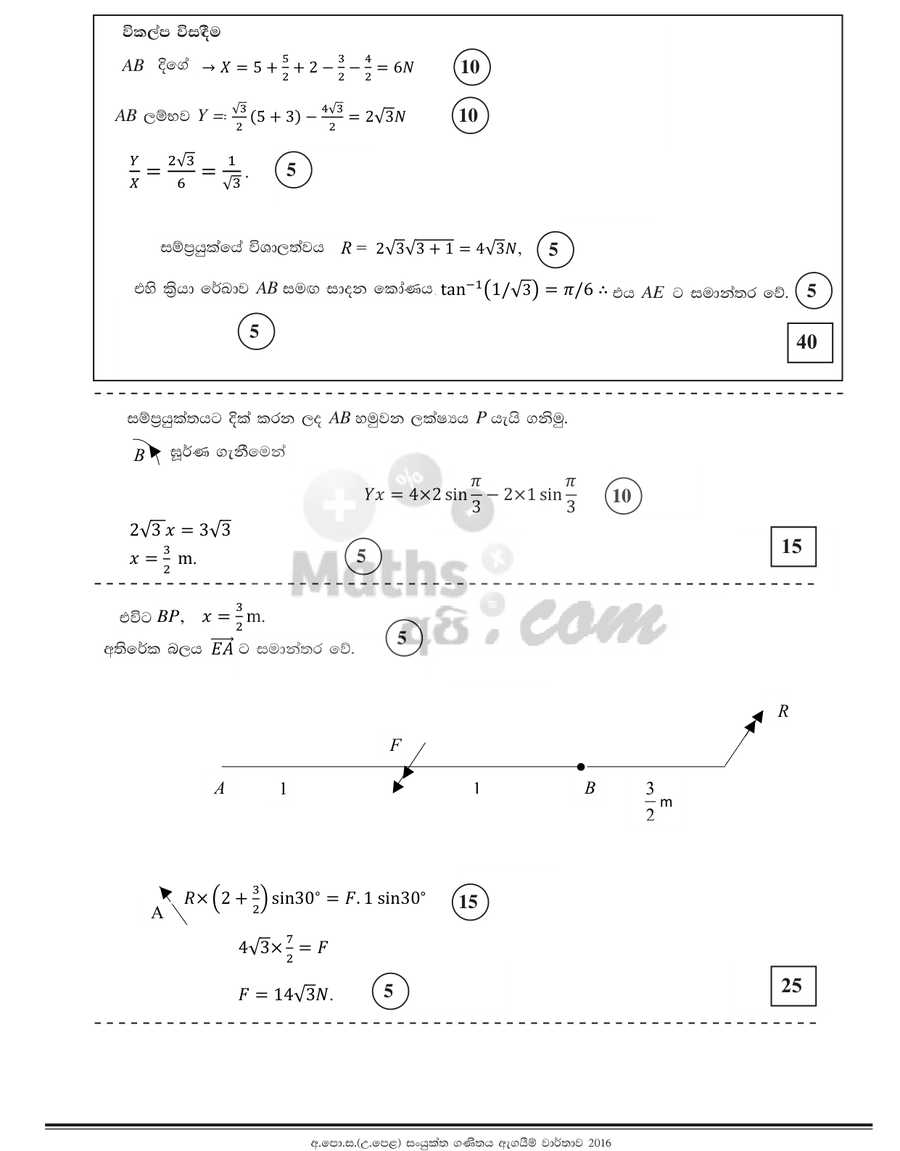 විකල්ප විසඳීම
AB දිගේ → X = 5 + 5/2 + 2 − 3/2 − 4/2 = 6N 10
AB ලම්භව Y =: √3/2 (5 + 3) − 4√3/2 = 2√3N 10
Y/X = 2√3/6 = 1/√3 . 5
සම්ප්‍රයුක්යේ විශාලත්වය R = 2√3√3 + 1 = 4√3N, 5
එහි ක්‍රියා රේඛාව AB සමඟ සාදන කෝණය tan⁻¹(1/√3) = π/6 ∴ එය AE ට සමාන්තර වේ. 5
5
40
සම්ප්‍රයුක්තයට දික් කරන ලද AB හමුවන ලක්ෂ්‍යය P යැයි ගනිමු.
B ඝූර්ණ ගැනීමෙන්
Yx = 4×2 sin π/3 − 2×1 sin π/3 10
2√3 x = 3√3
15
x = 3/2 m. 5
Maths
අපි . com
එවිට BP, x = 3/2 m.
අතිරේක බලය EA ට සමාන්තර වේ. 5
R
F
A 1 1 B 3/2 m
A R×(2 + 3/2) sin30° = F. 1 sin30° 15
4√3×7/2 = F
F = 14√3N. 5
25
අ.පො.ස.(උ.පෙළ) සංයුක්ත ගණිතය ඇගයීම් වාර්තාව 2016